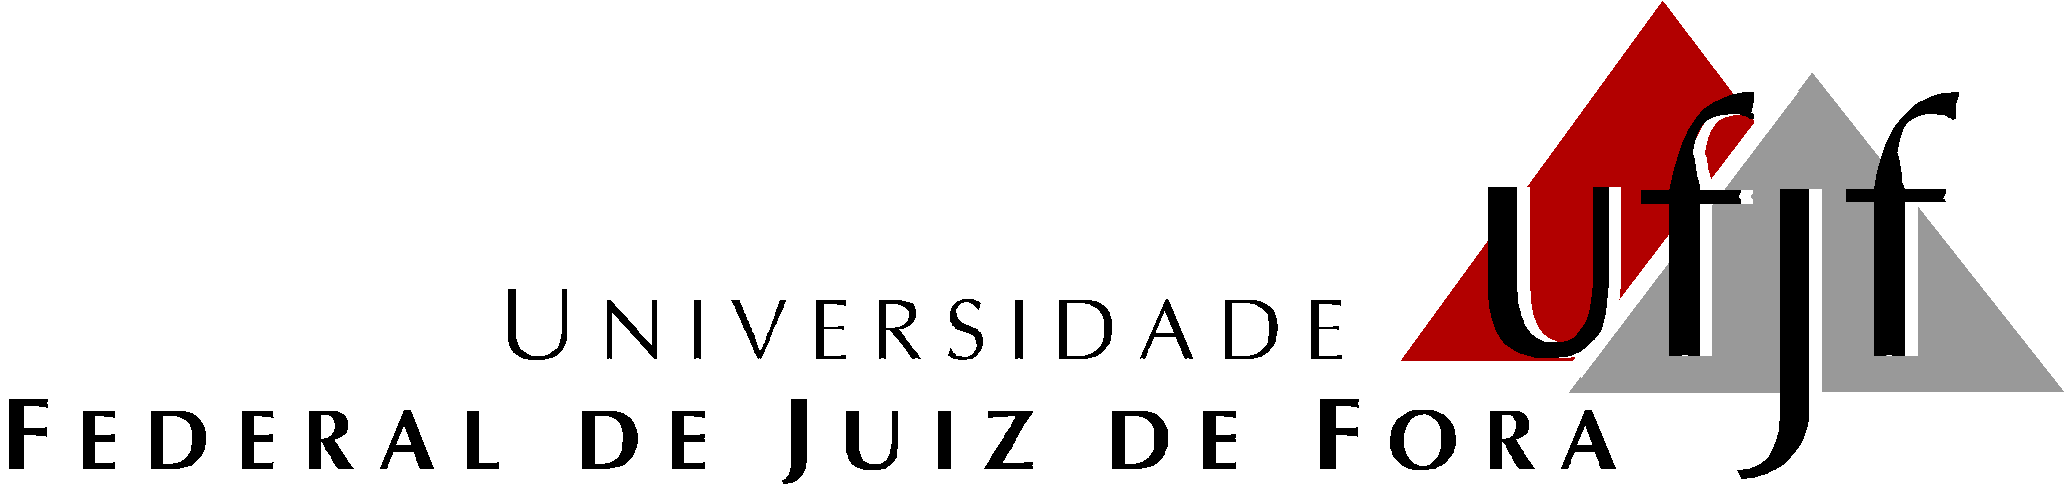 UNIVERSIDADE
FEDERAL DE JUIZ DE FORA
ufjf